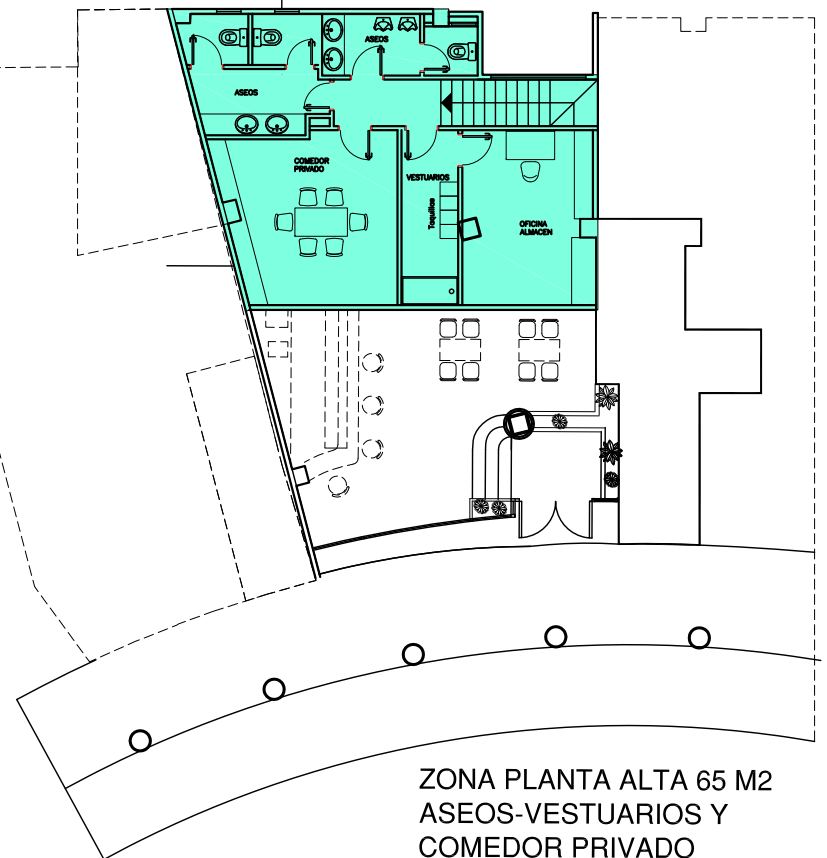 ASEOS
ASEOS
COMEDOR
PRIVADO
VESTUARIOS
Taquillas
OFICINA
ALMACEN
ZONA PLANTA ALTA 65 M2
ASEOS-VESTUARIOS Y
COMEDOR PRIVADO